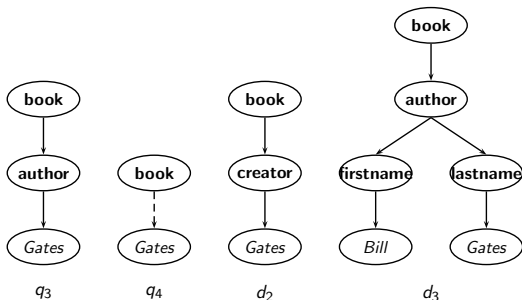 book
book book
author
author book creator firstname lastname
Gates Gates Gates Bill Gates
q3 q4 d2 d3